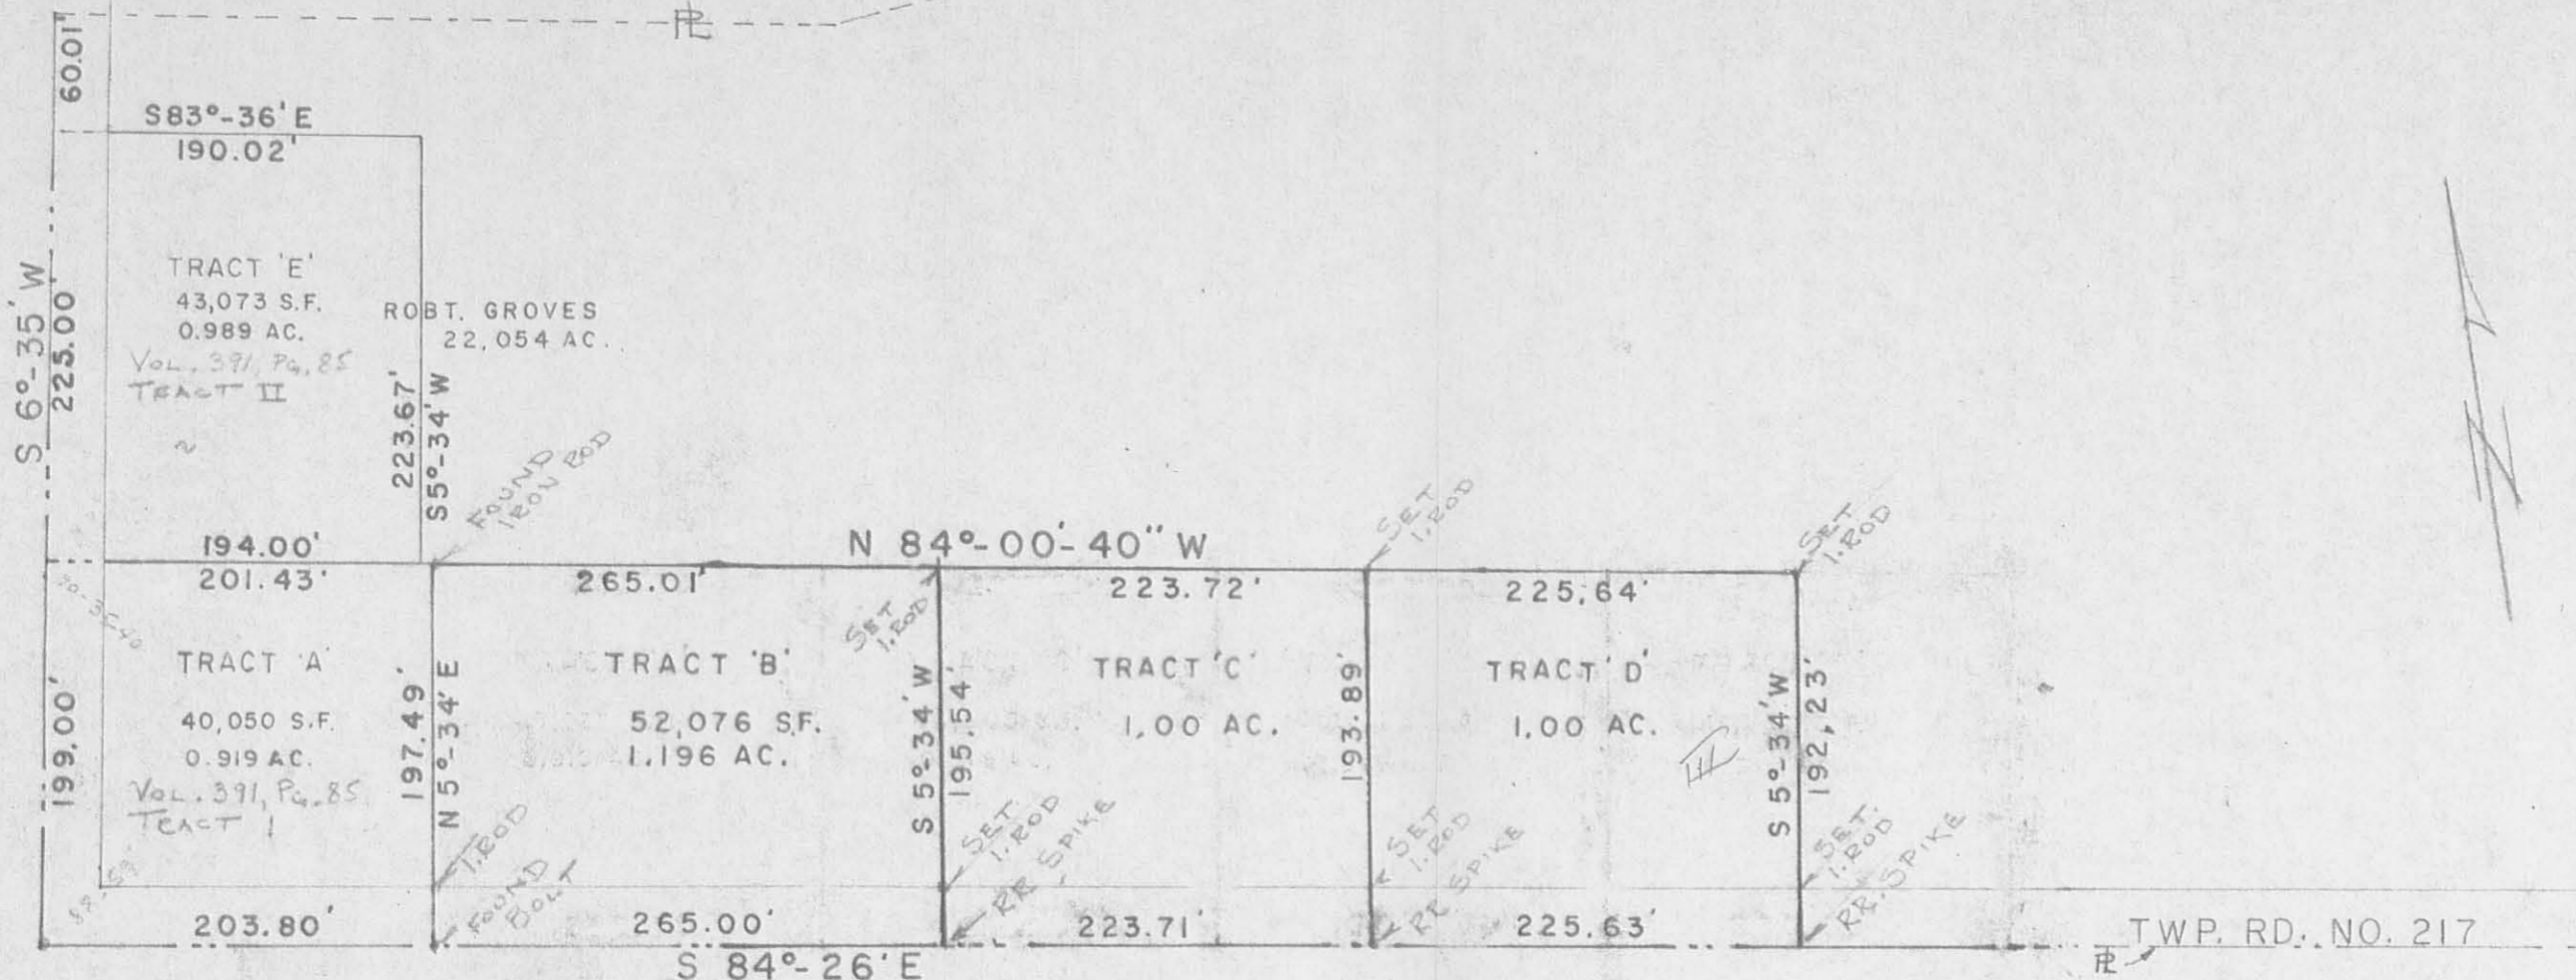 PL
60.01'
S83°-36'E
190.02'
S 6°-35' W
225.00'
TRACT 'E'
43,073 S.F.
0.989 AC.
VOL. 391, PG. 85
TRACT II
ROBT. GROVES
22,054 AC.
223.67'
S5°-34'W
FOUND
IRON ROD
194.00'
N 84°-00'-40" W
SET
I.ROD
SET
I.ROD
201.43'
265.01'
223.72'
225.64'
SET
I.ROD
199.00'
TRACT 'A'
40,050 S.F.
0.919 AC.
VOL. 391, PG. 85
TRACT I
197.49'
N 5°-34' E
TRACT 'B'
52,076 S.F.
1.196 AC.
S 5°-34' W
195.54'
TRACT 'C'
1.00 AC.
193.89'
TRACT 'D'
1.00 AC.
S 5°-34' W
192.23'
I.ROD
FOUND
BOLT
SET
I.ROD
RR SPIKE
SET
I.ROD
RR SPIKE
SET
I.ROD
RR. SPIKE
203.80'
265.00'
223.71'
225.63'
S 84°-26' E
TWP. RD. NO. 217
PL
N